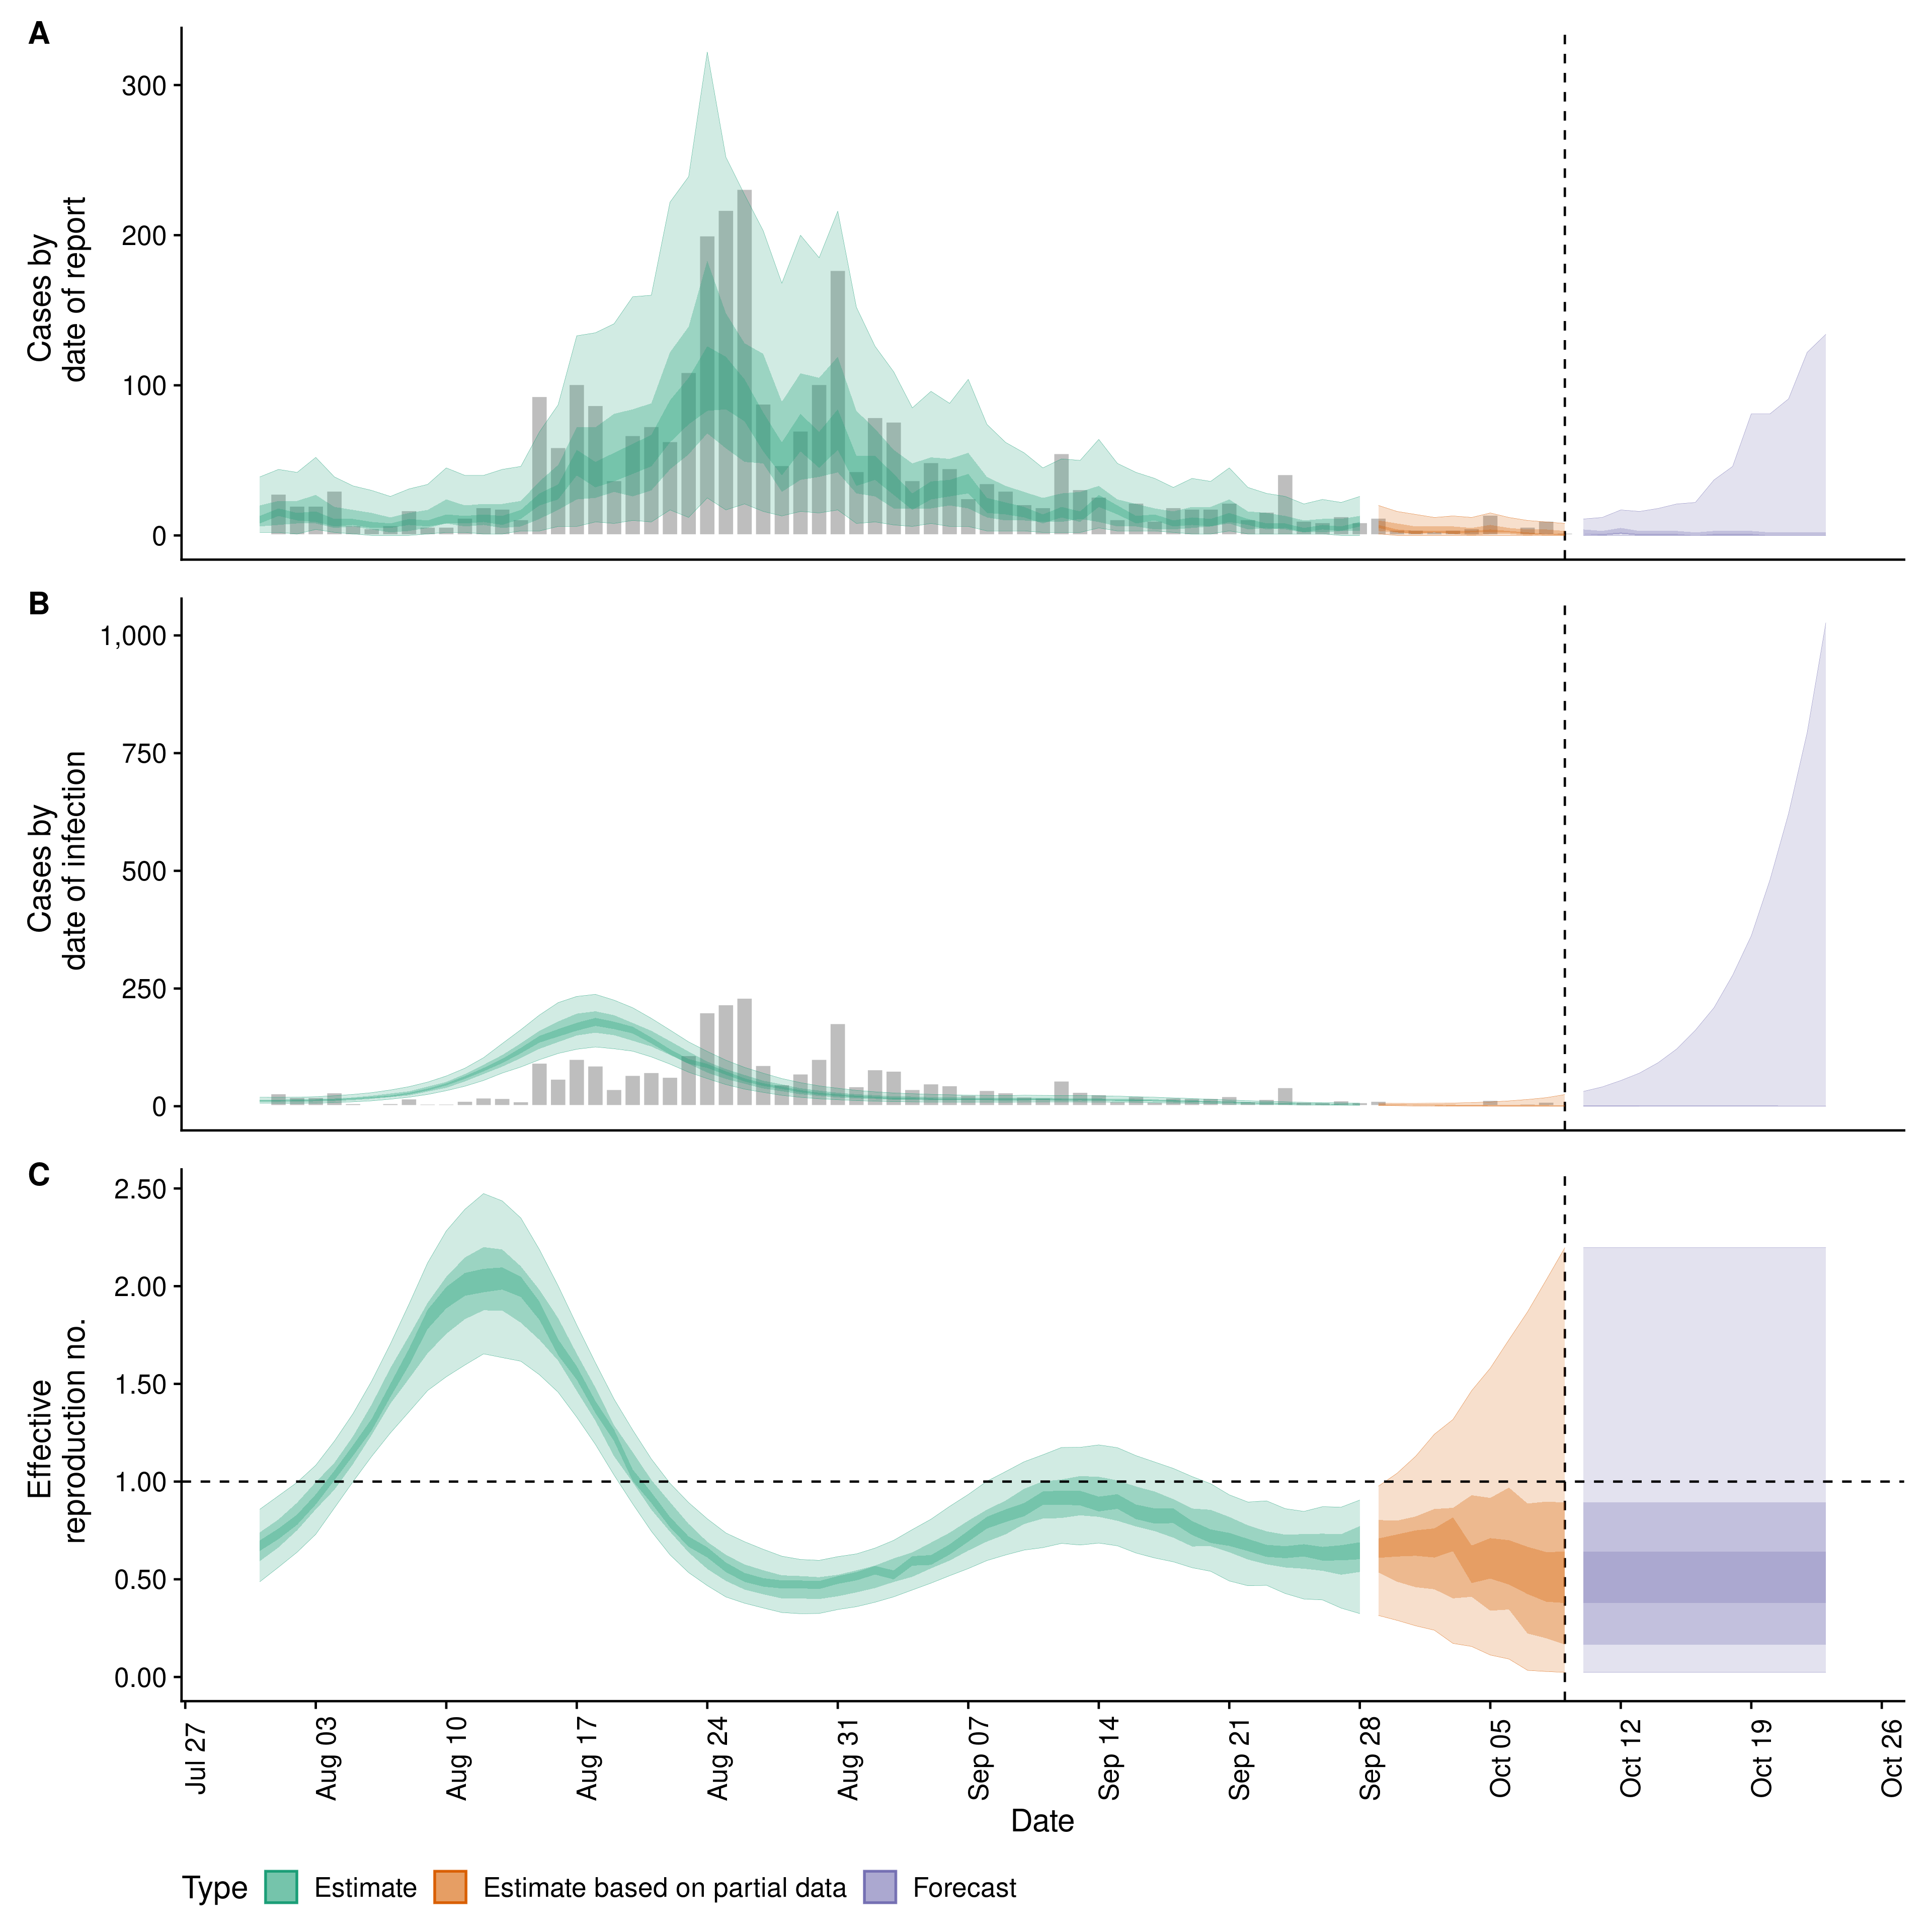 A
300
200
100
0
Cases by
date of report
B
1,000
750
500
250
0
Cases by
date of infection
C
2.50
2.00
1.50
1.00
0.50
0.00
Effective
reproduction no.
Jul 27
Aug 03
Aug 10
Aug 17
Aug 24
Aug 31
Sep 07
Sep 14
Sep 21
Sep 28
Oct 05
Oct 12
Oct 19
Oct 26
Date
Type Estimate Estimate based on partial data Forecast